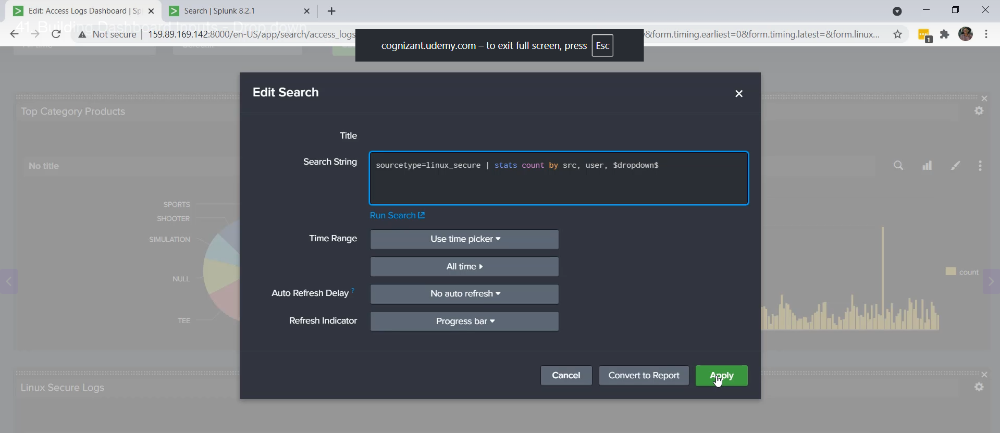 Edit: Access Logs Dashboard | Sp
Search | Splunk 8.2.1
41. Building Dashboard Inputs - Drop down
Not secure
159.89.169.142:8000/en-US/app/search/access_logs
&form.timing.earliest=0&form.timing.latest=&form.linux...
1
cognizant.udemy.com – to exit full screen, press Esc
Edit Search
Top Category Products
Title
Search String
sourcetype=linux_secure | stats count by src, user, $dropdown$
No title
Run Search
SPORTS
SHOOTER
SIMULATION
NULL
TEE
Time Range
Use time picker
All time
Auto Refresh Delay ?
No auto refresh
Refresh Indicator
Progress bar
count
Cancel
Convert to Report
Apply
Linux Secure Logs